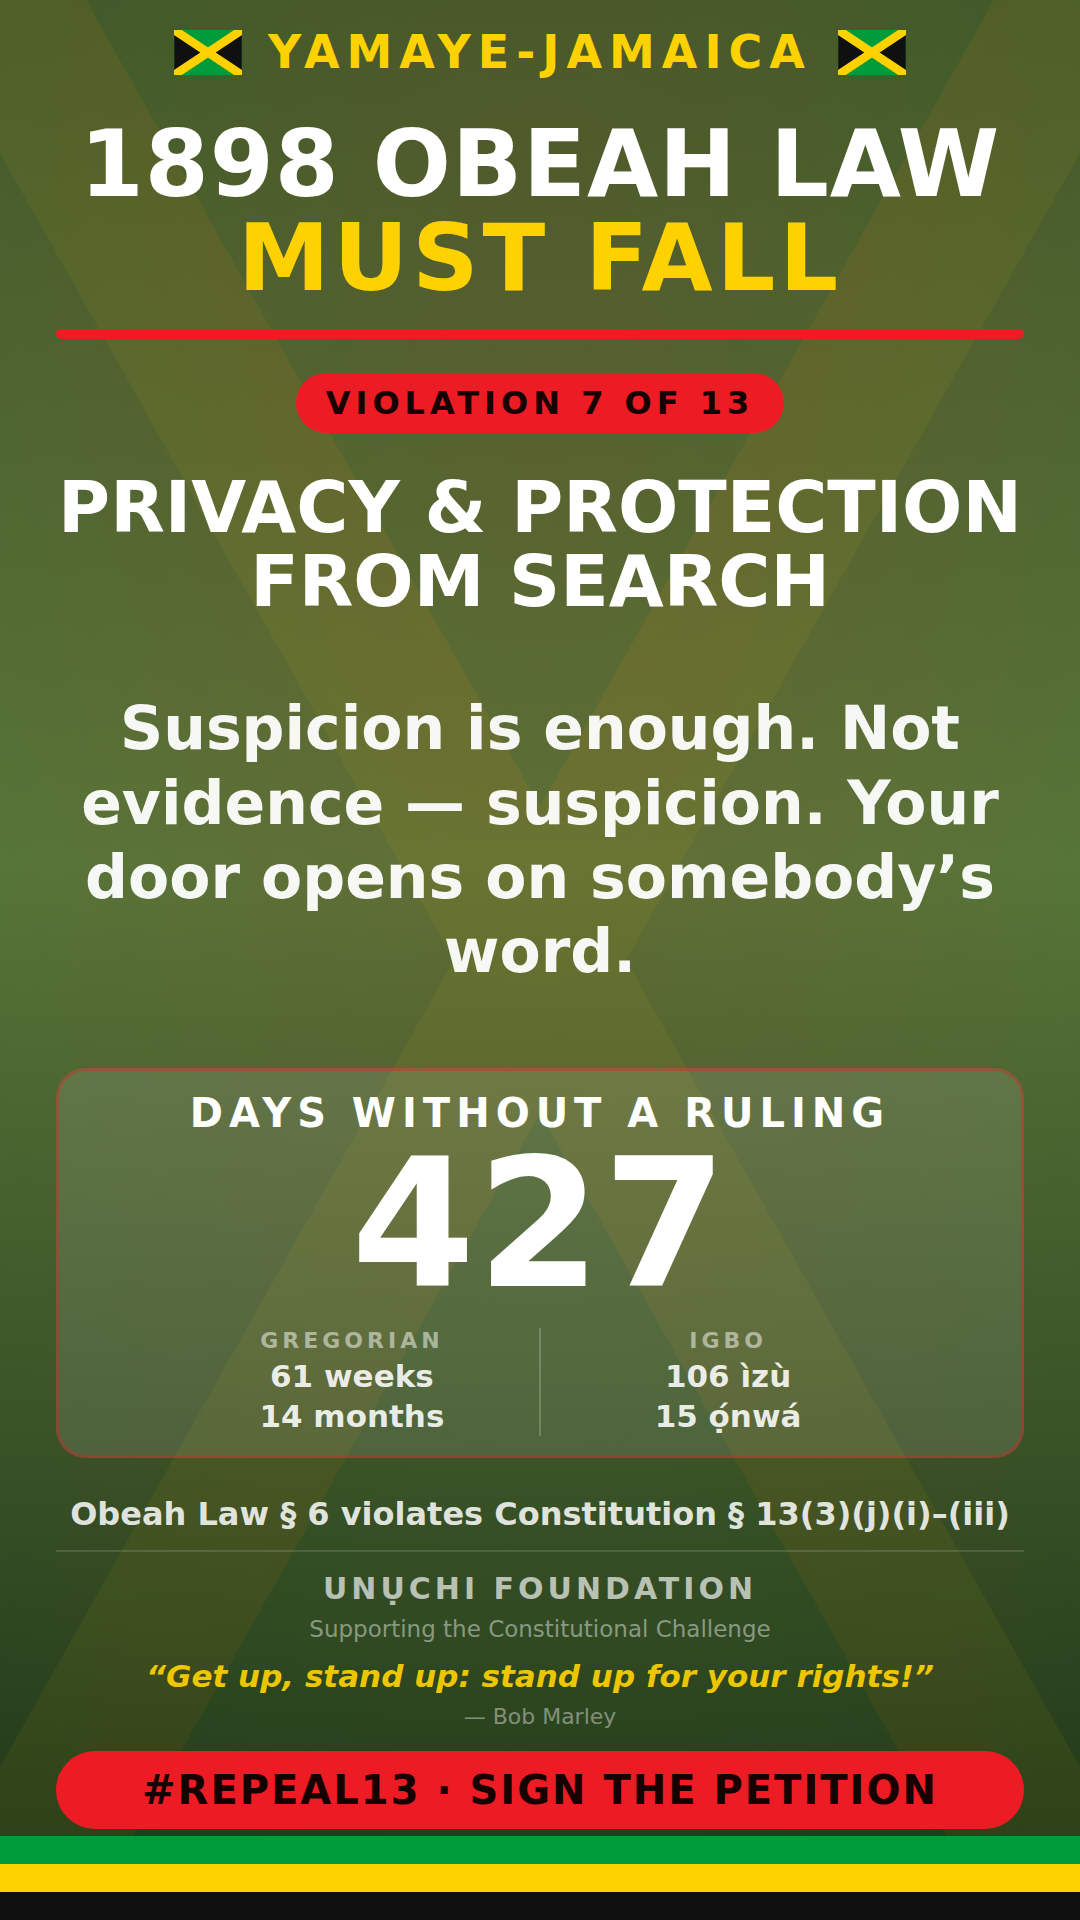 YAMAYE-JAMAICA
1898 OBEAH LAW
MUST FALL
VIOLATION 7 OF 13
PRIVACY & PROTECTION
FROM SEARCH
Suspicion is enough. Not
evidence — suspicion. Your
door opens on somebody’s
word.
DAYS WITHOUT A RULING
427
GREGORIAN
61 weeks
14 months
IGBO
106 ìzù
15 ọ́nwá
Obeah Law § 6 violates Constitution § 13(3)(j)(i)–(iii)
UNỤCHI FOUNDATION
Supporting the Constitutional Challenge
“Get up, stand up: stand up for your rights!”
— Bob Marley
#REPEAL13 · SIGN THE PETITION